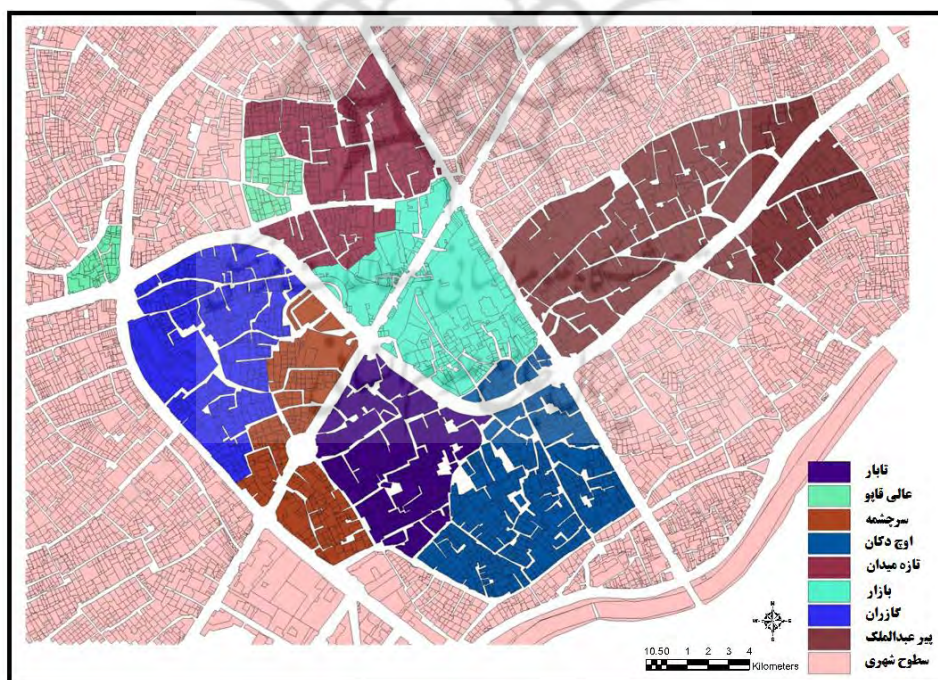 تابار
عالی قاپو
سرچشمه
اوچ دکان
تازه میدان
بازار
گازران
پیر عبدالملک
سطوح شهری
N
10.50 1 2 3 4
Kilometers